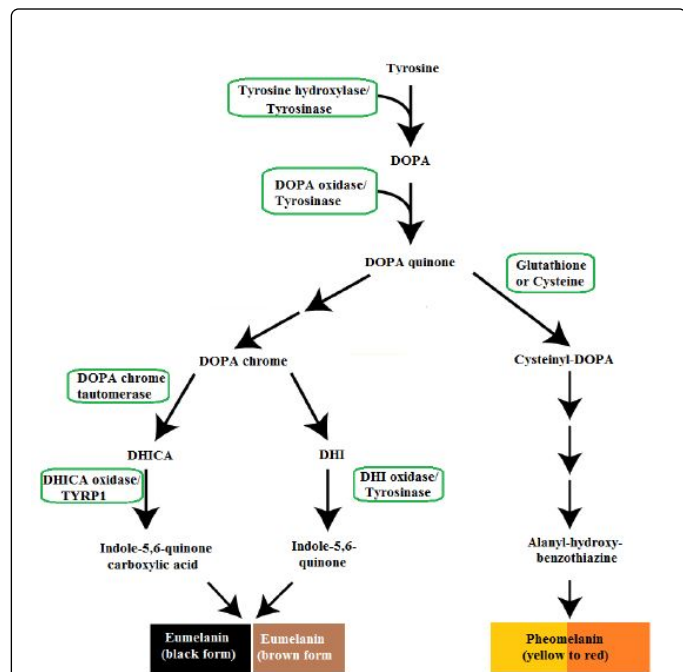 Tyrosine
Tyrosine hydroxylase/
Tyrosinase
DOPA
DOPA oxidase/
Tyrosinase
DOPA quinone
Glutathione
or Cysteine
DOPA chrome
Cysteinyl-DOPA
DOPA chrome
tautomerase
DHICA
DHI
DHICA oxidase/
TYRP1
DHI oxidase/
Tyrosinase
Indole-5,6-quinone
carboxylic acid
Indole-5,6-
quinone
Alanyl-hydroxy-
benzothiazine
Eumelanin
(black form)
Eumelanin
(brown form
Pheomelanin
(yellow to red)